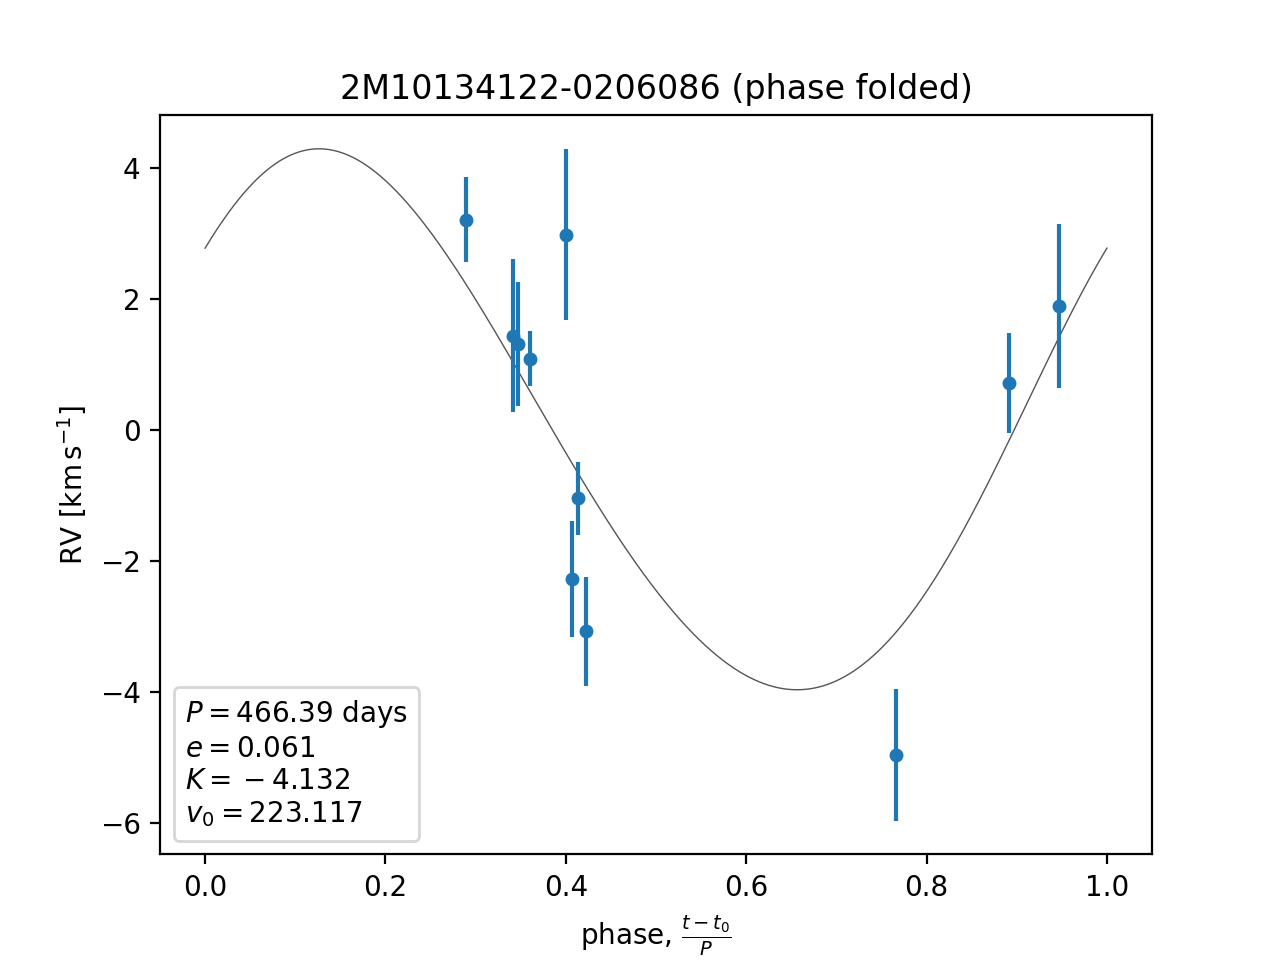 2M10134122-0206086 (phase folded)
4
2
0
−2
−4
−6
RV [km s⁻¹]
P = 466.39 days
e = 0.061
K = −4.132
v₀ = 223.117
0.0 0.2 0.4 0.6 0.8 1.0
phase, (t − t₀)/P